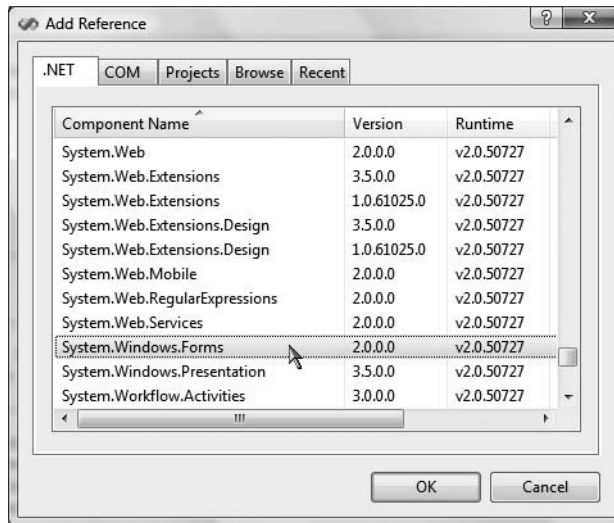 Add Reference
.NET COM Projects Browse Recent
Component Name Version Runtime
System.Web 2.0.0.0 v2.0.50727
System.Web.Extensions 3.5.0.0 v2.0.50727
System.Web.Extensions 1.0.61025.0 v2.0.50727
System.Web.Extensions.Design 3.5.0.0 v2.0.50727
System.Web.Extensions.Design 1.0.61025.0 v2.0.50727
System.Web.Mobile 2.0.0.0 v2.0.50727
System.Web.RegularExpressions 2.0.0.0 v2.0.50727
System.Web.Services 2.0.0.0 v2.0.50727
System.Windows.Forms 2.0.0.0 v2.0.50727
System.Windows.Presentation 3.5.0.0 v2.0.50727
System.Workflow.Activities 3.0.0.0 v2.0.50727
OK Cancel